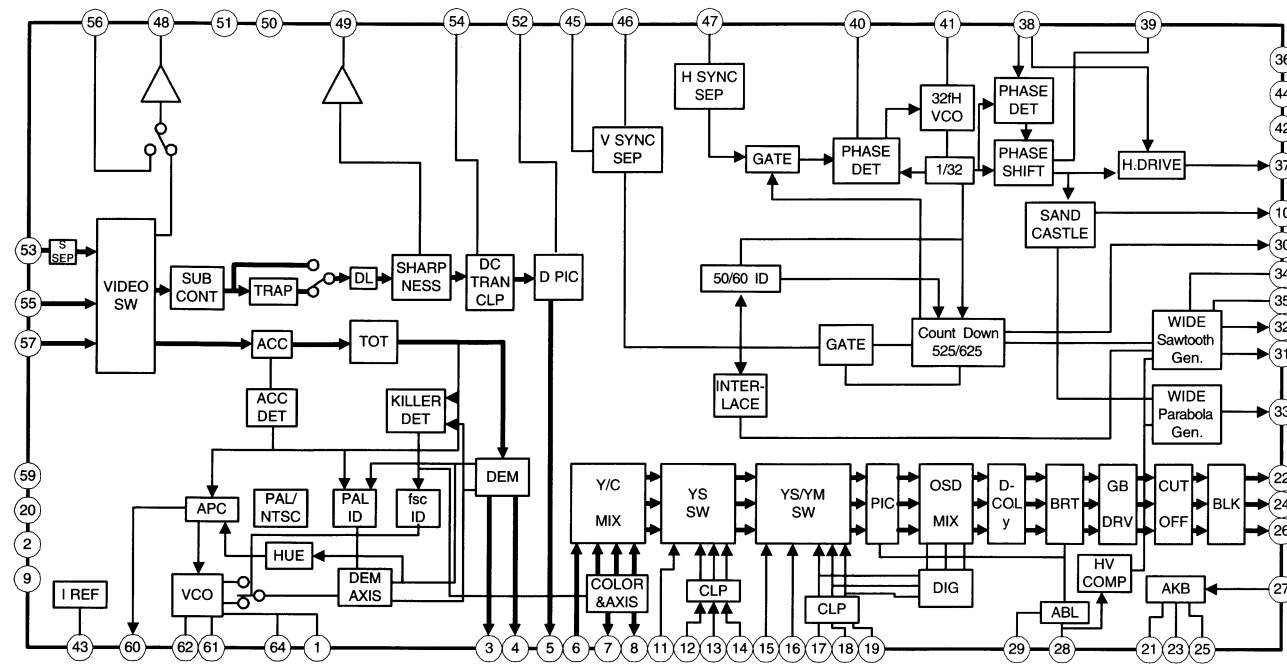 56
48
51
50
49
54
52
45
46
47
40
41
38
39
36
44
42
37
10
30
34
35
32
31
33
22
24
26
27
53
55
57
59
20
2
9
H SYNC
SEP
V SYNC
SEP
GATE
PHASE
DET
32fH
VCO
1/32
PHASE
DET
PHASE
SHIFT
H.DRIVE
SAND
CASTLE
S
SEP
VIDEO
SW
SUB
CONT
TRAP
DL
SHARP
NESS
DC
TRAN
CLP
D PIC
50/60 ID
GATE
Count Down
525/625
WIDE
Sawtooth
Gen.
INTER-
LACE
WIDE
Parabola
Gen.
ACC
TOT
ACC
DET
KILLER
DET
DEM
APC
PAL/
NTSC
PAL
ID
fsc
ID
HUE
VCO
DEM
AXIS
I REF
Y/C
MIX
YS
SW
YS/YM
SW
PIC
OSD
MIX
D-
COL
y
BRT
GB
DRV
CUT
OFF
BLK
COLOR
&AXIS
CLP
CLP
DIG
HV
COMP
ABL
AKB
43
60
62
61
64
1
3
4
5
6
7
8
11
12
13
14
15
16
17
18
19
29
28
21
23
25